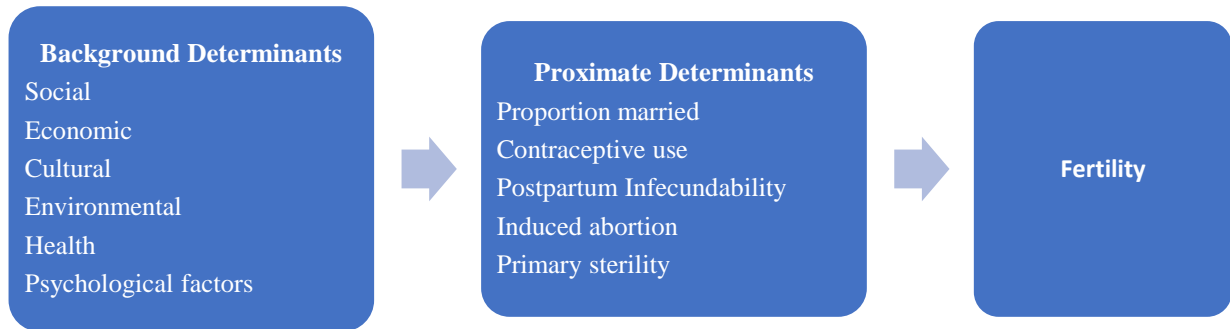 Background Determinants
Social
Economic
Cultural
Environmental
Health
Psychological factors
Proximate Determinants
Proportion married
Contraceptive use
Postpartum Infecundability
Induced abortion
Primary sterility
Fertility